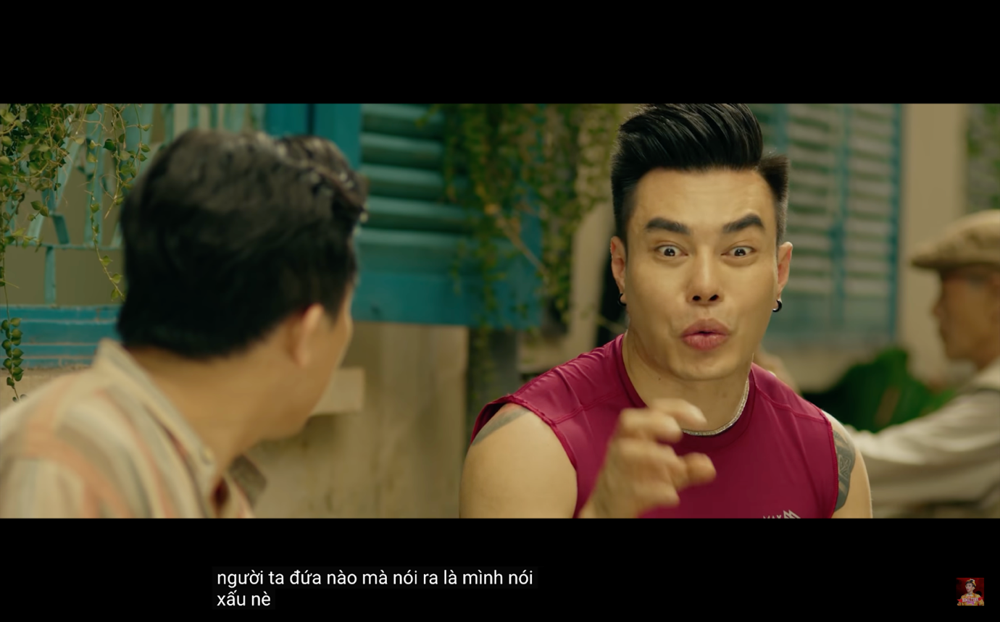 người ta đứa nào mà nói ra là mình nói
xấu nè